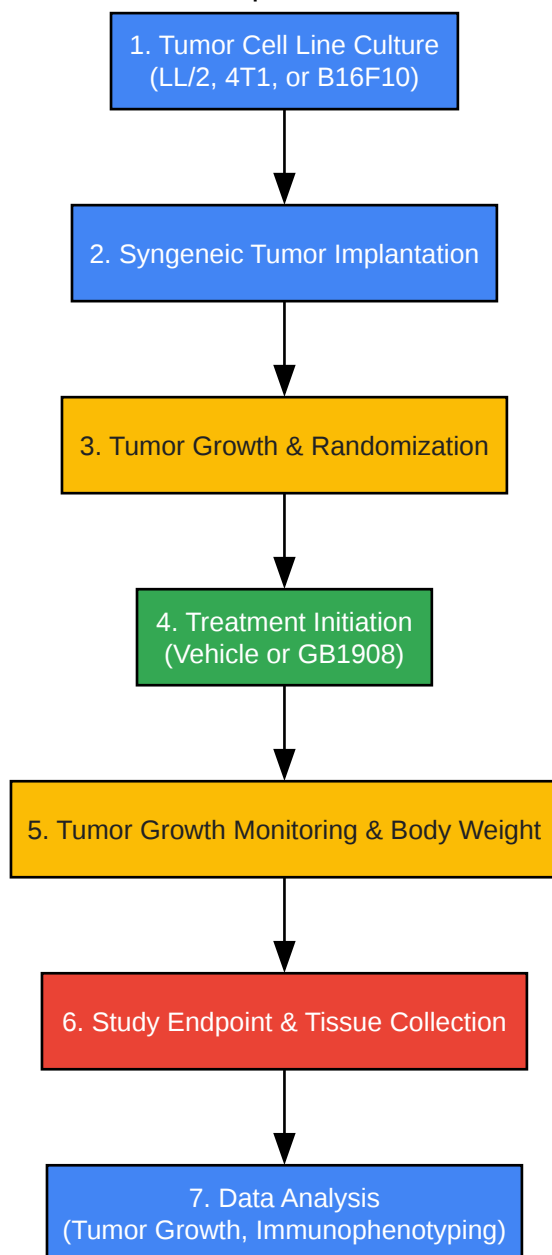 1. Tumor Cell Line Culture
(LL/2, 4T1, or B16F10)
2. Syngeneic Tumor Implantation
3. Tumor Growth & Randomization
4. Treatment Initiation
(Vehicle or GB1908)
5. Tumor Growth Monitoring & Body Weight
6. Study Endpoint & Tissue Collection
7. Data Analysis
(Tumor Growth, Immunophenotyping)